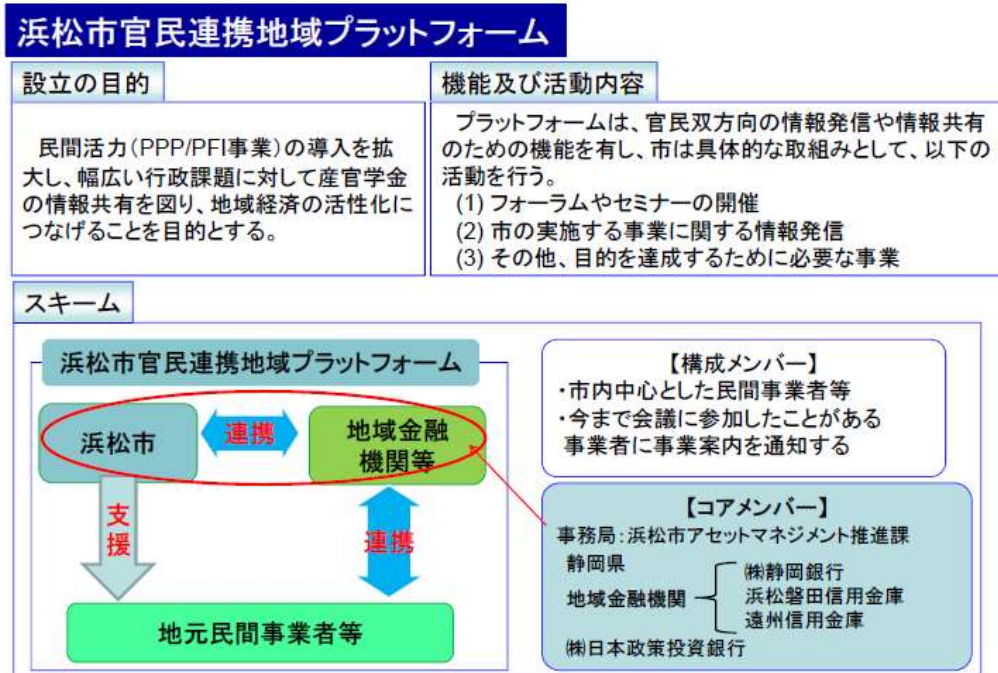 浜松市官民連携地域プラットフォーム
設立の目的
民間活力(PPP/PFI事業)の導入を拡
大し、幅広い行政課題に対して産官学金
の情報共有を図り、地域経済の活性化に
つなげることを目的とする。
機能及び活動内容
プラットフォームは、官民双方向の情報発信や情報共有
のための機能を有し、市は具体的な取組みとして、以下の
活動を行う。
(1) フォーラムやセミナーの開催
(2) 市の実施する事業に関する情報発信
(3) その他、目的を達成するために必要な事業
スキーム
浜松市官民連携地域プラットフォーム
浜松市
連携
地域金融
機関等
支
援
連携
地元民間事業者等
【構成メンバー】
・市内中心とした民間事業者等
・今まで会議に参加したことがある
事業者に事業案内を通知する
【コアメンバー】
事務局:浜松市アセットマネジメント推進課
静岡県
地域金融機関
㈱静岡銀行
浜松磐田信用金庫
遠州信用金庫
㈱日本政策投資銀行